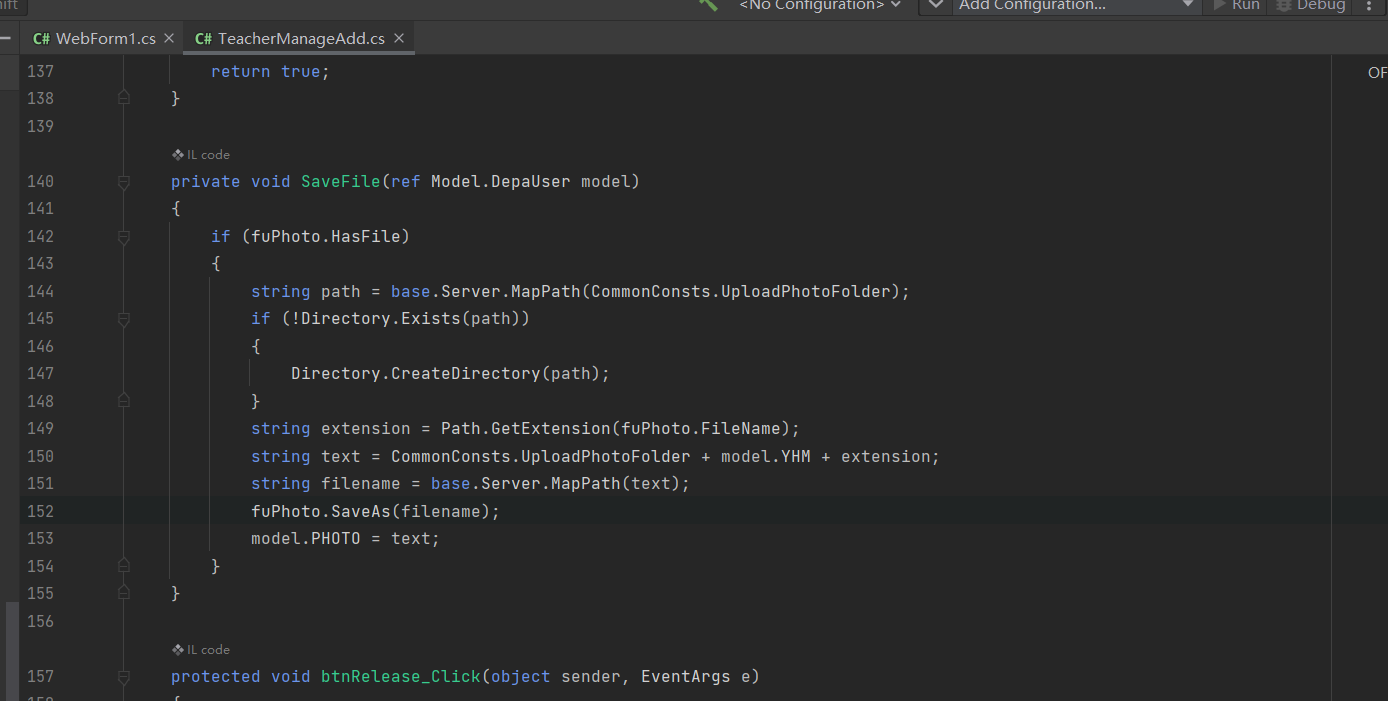 <No Configuration> Add Configuration... Run Debug
C# WebForm1.cs C# TeacherManageAdd.cs
137 return true;
138 }
139
IL code
140 private void SaveFile(ref Model.DepaUser model)
141 {
142 if (fuPhoto.HasFile)
143 {
144 string path = base.Server.MapPath(CommonConsts.UploadPhotoFolder);
145 if (!Directory.Exists(path))
146 {
147 Directory.CreateDirectory(path);
148 }
149 string extension = Path.GetExtension(fuPhoto.FileName);
150 string text = CommonConsts.UploadPhotoFolder + model.YHM + extension;
151 string filename = base.Server.MapPath(text);
152 fuPhoto.SaveAs(filename);
153 model.PHOTO = text;
154 }
155 }
156
IL code
157 protected void btnRelease_Click(object sender, EventArgs e)